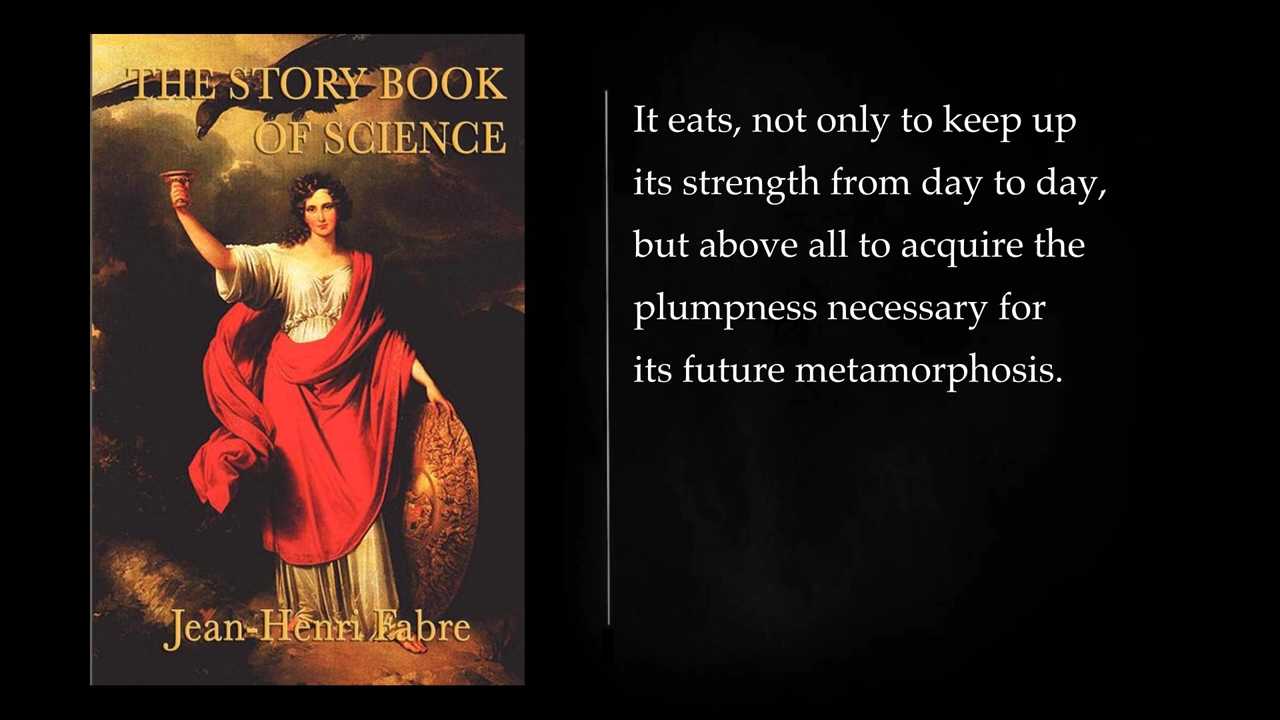 THE STORY BOOK
OF SCIENCE
Jean-Henri Fabre
It eats, not only to keep up
its strength from day to day,
but above all to acquire the
plumpness necessary for
its future metamorphosis.